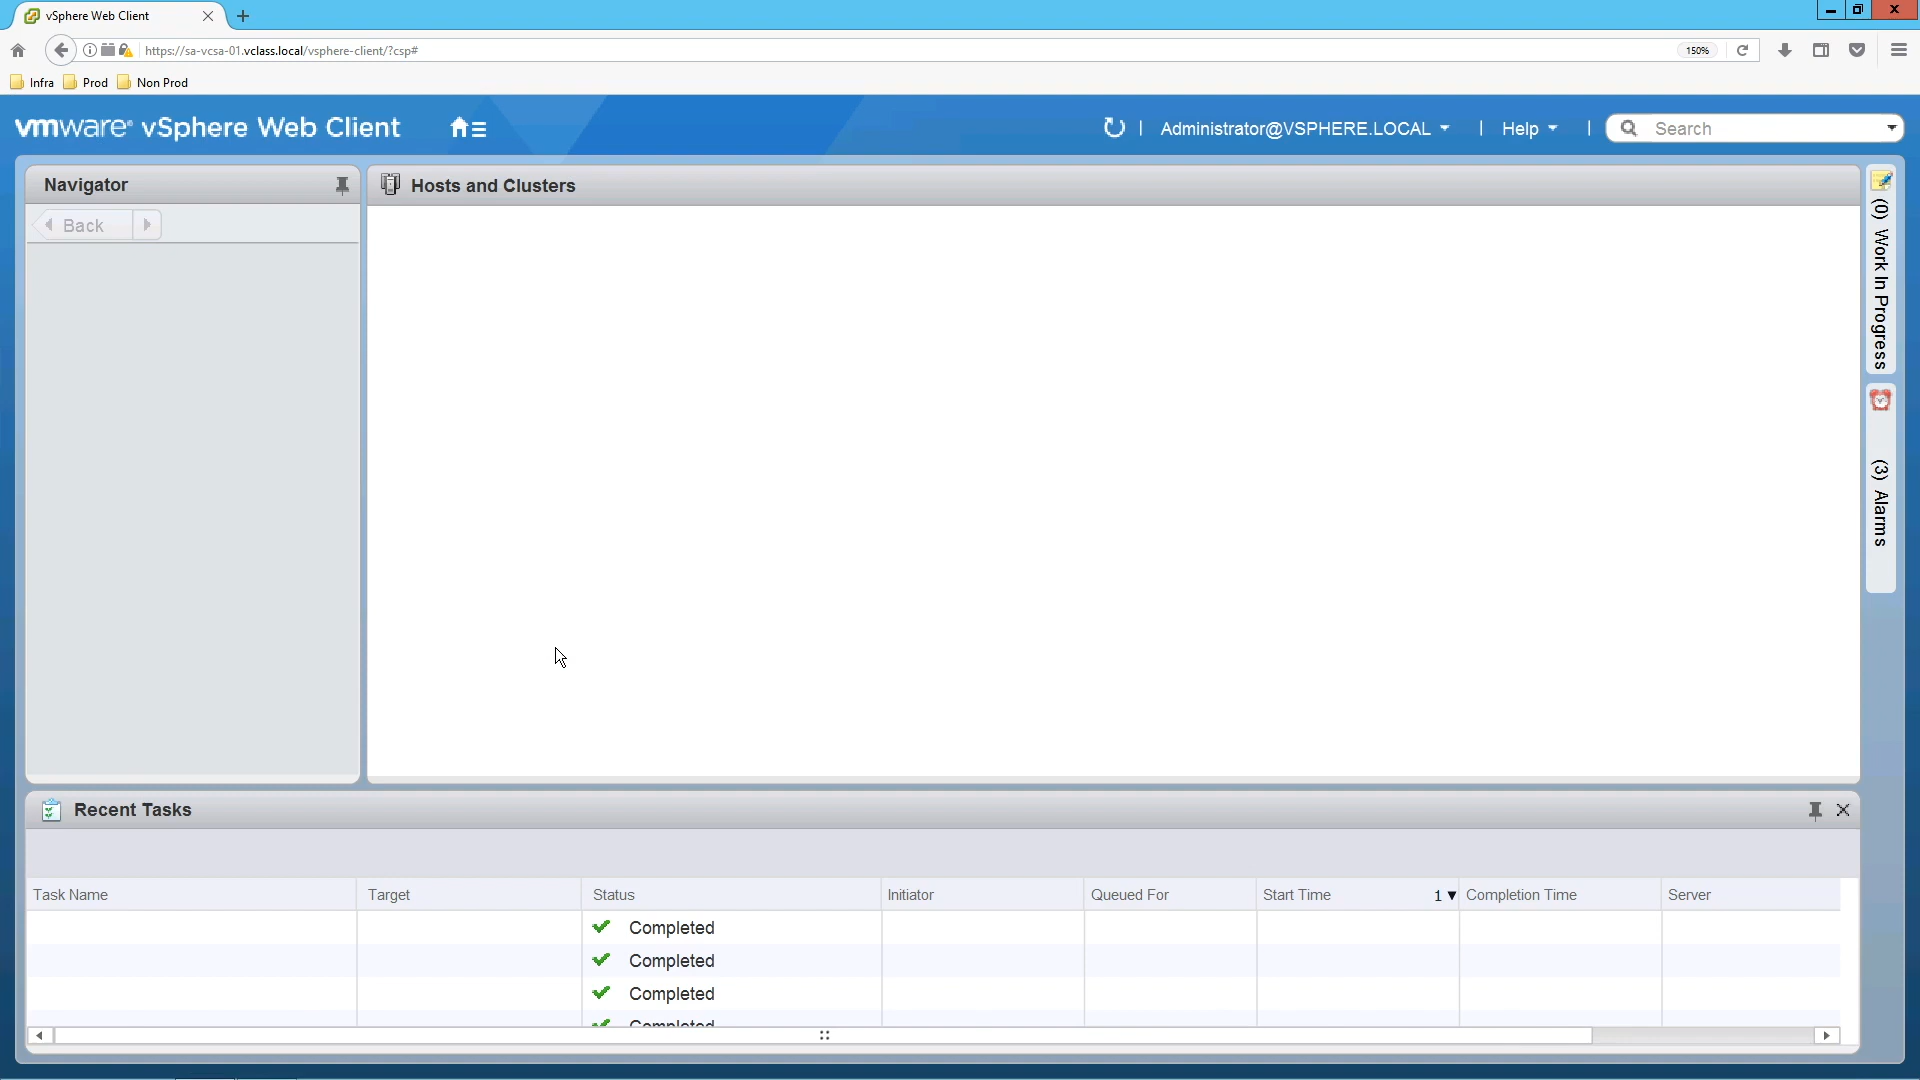 vSphere Web Client
https://sa-vcsa-01.vclass.local/vsphere-client/?csp#
150%
Infra
Prod
Non Prod
vmware® vSphere Web Client
Administrator@VSPHERE.LOCAL
Help
Search
Navigator
Back
Hosts and Clusters
(0) Work In Progress
(3) Alarms
Recent Tasks
Task Name
Target
Status
Initiator
Queued For
Start Time
1
Completion Time
Server
Completed
Completed
Completed
Completed